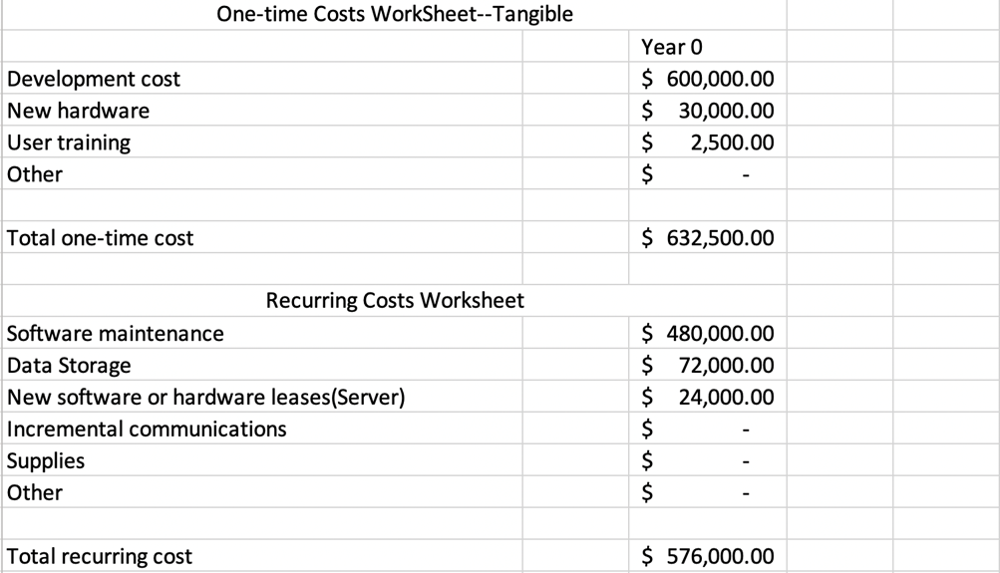 One-time Costs WorkSheet--Tangible
Year 0
Development cost $ 600,000.00
New hardware $ 30,000.00
User training $ 2,500.00
Other $ -
Total one-time cost $ 632,500.00
Recurring Costs Worksheet
Software maintenance $ 480,000.00
Data Storage $ 72,000.00
New software or hardware leases(Server) $ 24,000.00
Incremental communications $ -
Supplies $ -
Other $ -
Total recurring cost $ 576,000.00